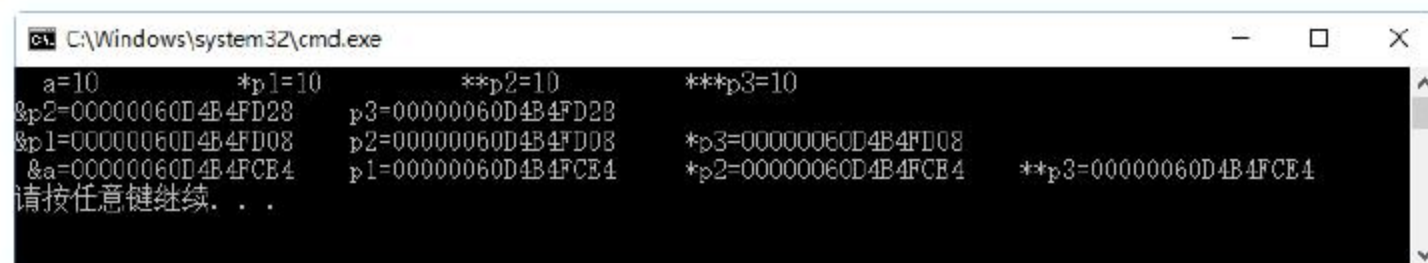 C:\Windows\system32\cmd.exe
a=10 *p1=10 **p2=10 ***p3=10
&p2=00000060D4B4FD28 p3=00000060D4B4FD28
&p1=00000060D4B4FD08 p2=00000060D4B4FD08 *p3=00000060D4B4FD08
&a=00000060D4B4FCE4 p1=00000060D4B4FCE4 *p2=00000060D4B4FCE4 **p3=00000060D4B4FCE4
请按任意键继续. . .